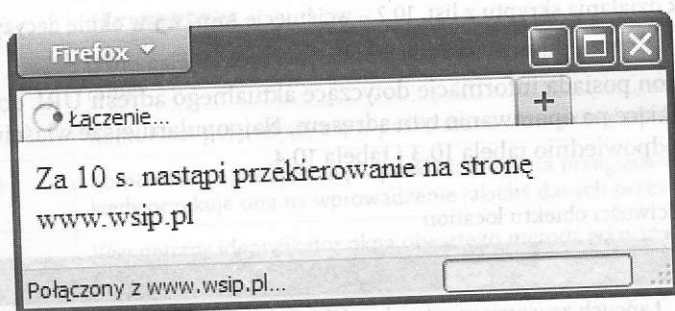 Firefox
Łączenie...
+
Za 10 s. nastąpi przekierowanie na stronę
www.wsip.pl
Połączony z www.wsip.pl...